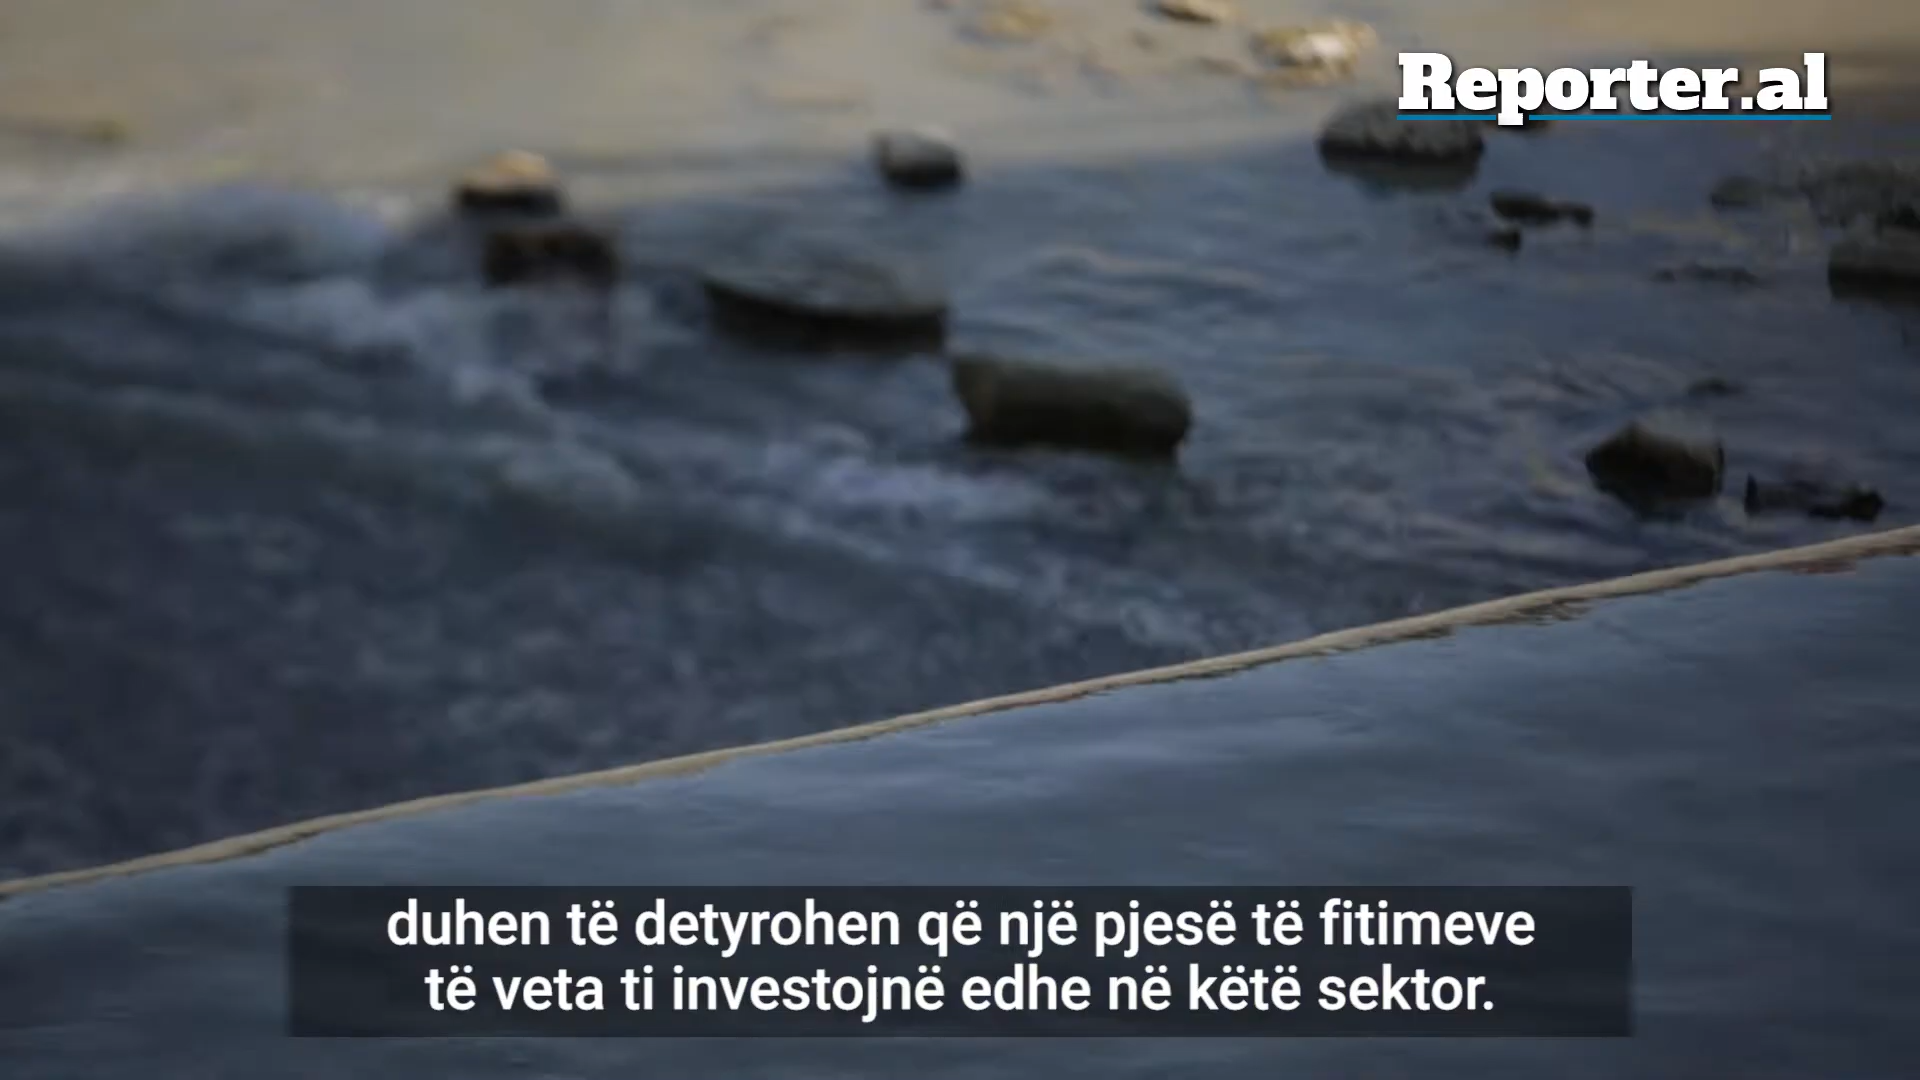 Reporter.al
duhen të detyrohen që një pjesë të fitimeve
të veta ti investojnë edhe në këtë sektor.